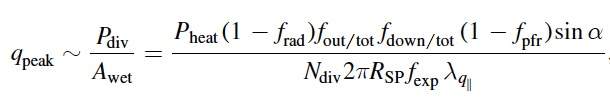 q_peak ∼ P_div / A_wet = P_heat (1 − f_rad) f_out/tot f_down/tot (1 − f_pfr) sin α / N_div 2π R_SP f_exp λ_q∥ ,